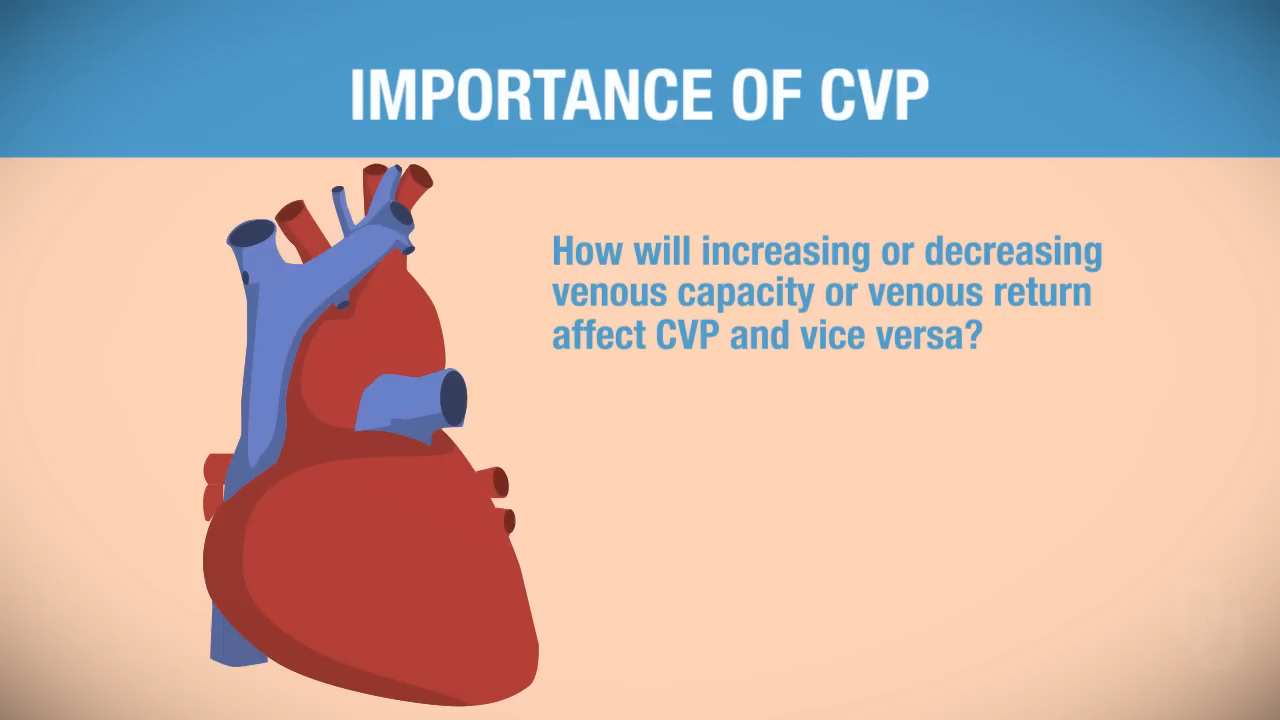 IMPORTANCE OF CVP
How will increasing or decreasing
venous capacity or venous return
affect CVP and vice versa?